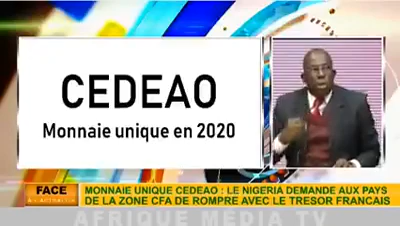 CEDEAO
Monnaie unique en 2020
FACE
MONNAIE UNIQUE CEDEAO : LE NIGERIA DEMANDE AUX PAYS
DE LA ZONE CFA DE ROMPRE AVEC LE TRESOR FRANCAIS
AFRIQUE MEDIA TV